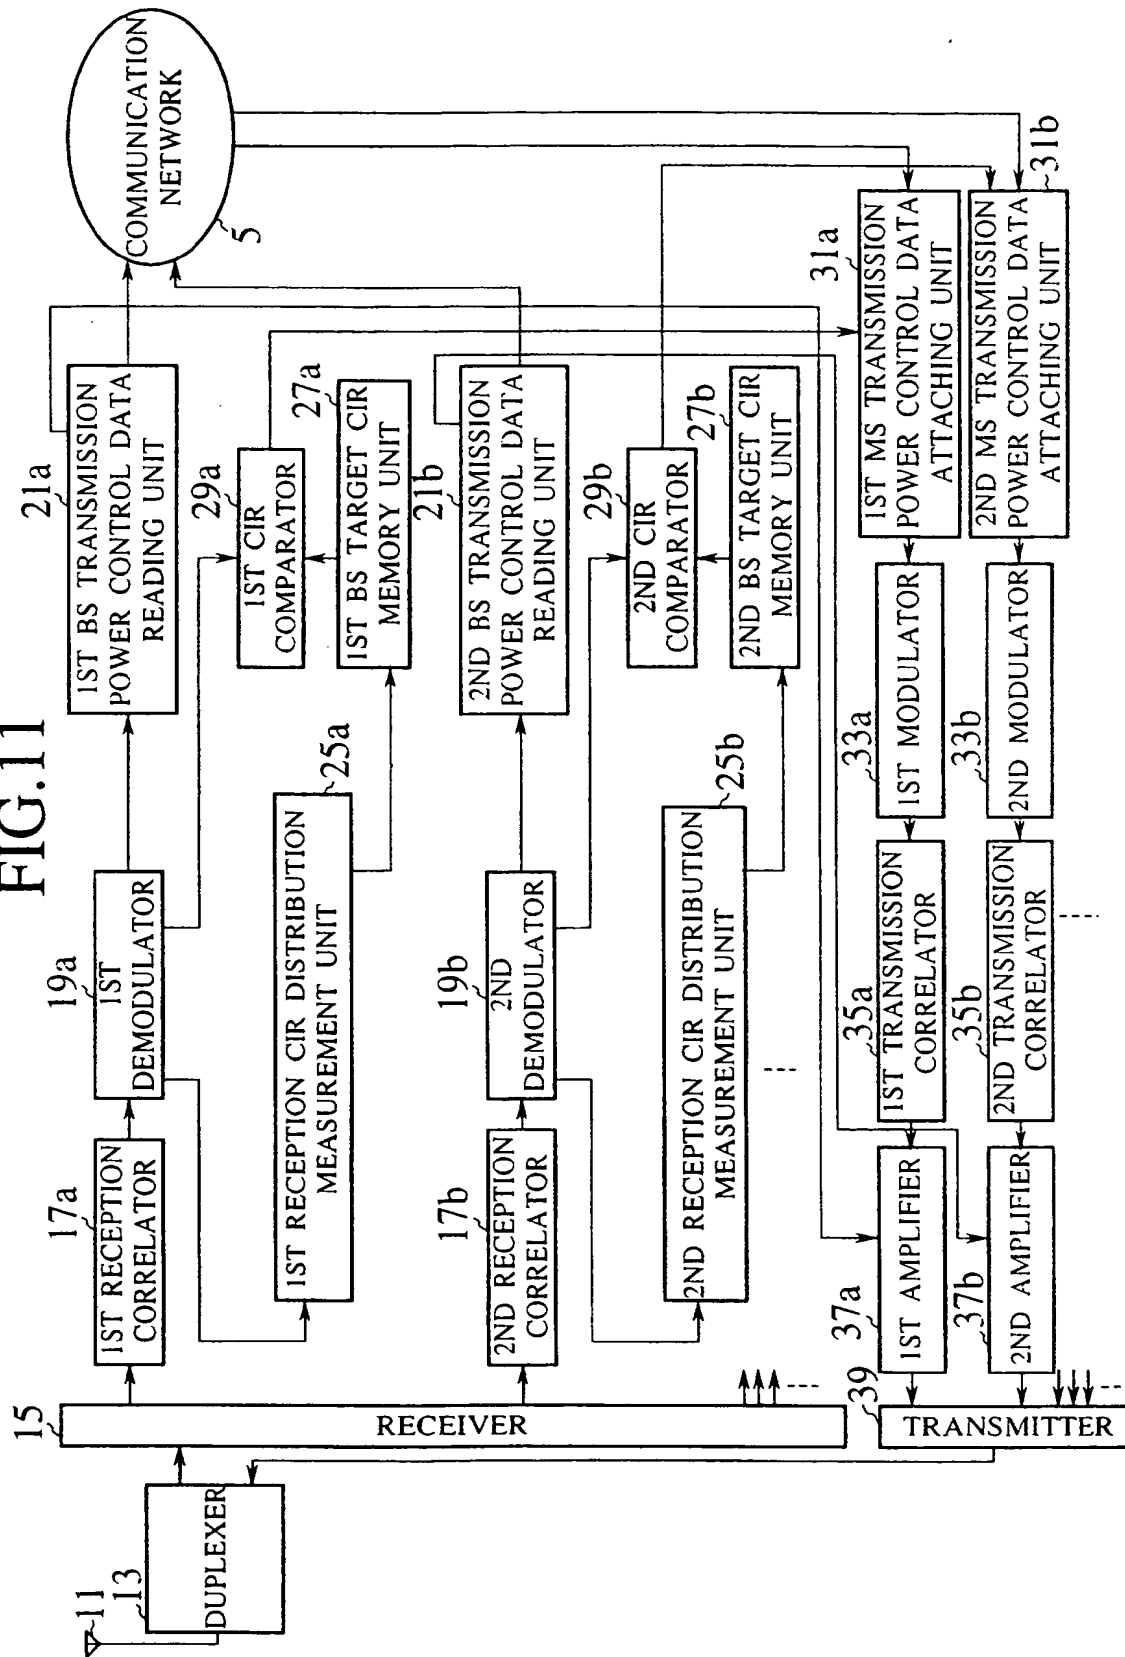 FIG.11
11
13
DUPLEXER
15
RECEIVER
17a
1ST RECEPTION
CORRELATOR
19a
1ST
DEMODULATOR
21a
1ST BS TRANSMISSION
POWER CONTROL DATA
READING UNIT
COMMUNICATION
NETWORK
5
25a
1ST RECEPTION CIR DISTRIBUTION
MEASUREMENT UNIT
29a
1ST CIR
COMPARATOR
27a
1ST BS TARGET CIR
MEMORY UNIT
17b
2ND RECEPTION
CORRELATOR
19b
2ND
DEMODULATOR
21b
2ND BS TRANSMISSION
POWER CONTROL DATA
READING UNIT
25b
2ND RECEPTION CIR DISTRIBUTION
MEASUREMENT UNIT
29b
2ND CIR
COMPARATOR
27b
2ND BS TARGET CIR
MEMORY UNIT
39
TRANSMITTER
37a
1ST AMPLIFIER
35a
1ST TRANSMISSION
CORRELATOR
33a
1ST MODULATOR
31a
1ST MS TRANSMISSION
POWER CONTROL DATA
ATTACHING UNIT
37b
2ND AMPLIFIER
35b
2ND TRANSMISSION
CORRELATOR
33b
2ND MODULATOR
31b
2ND MS TRANSMISSION
POWER CONTROL DATA
ATTACHING UNIT